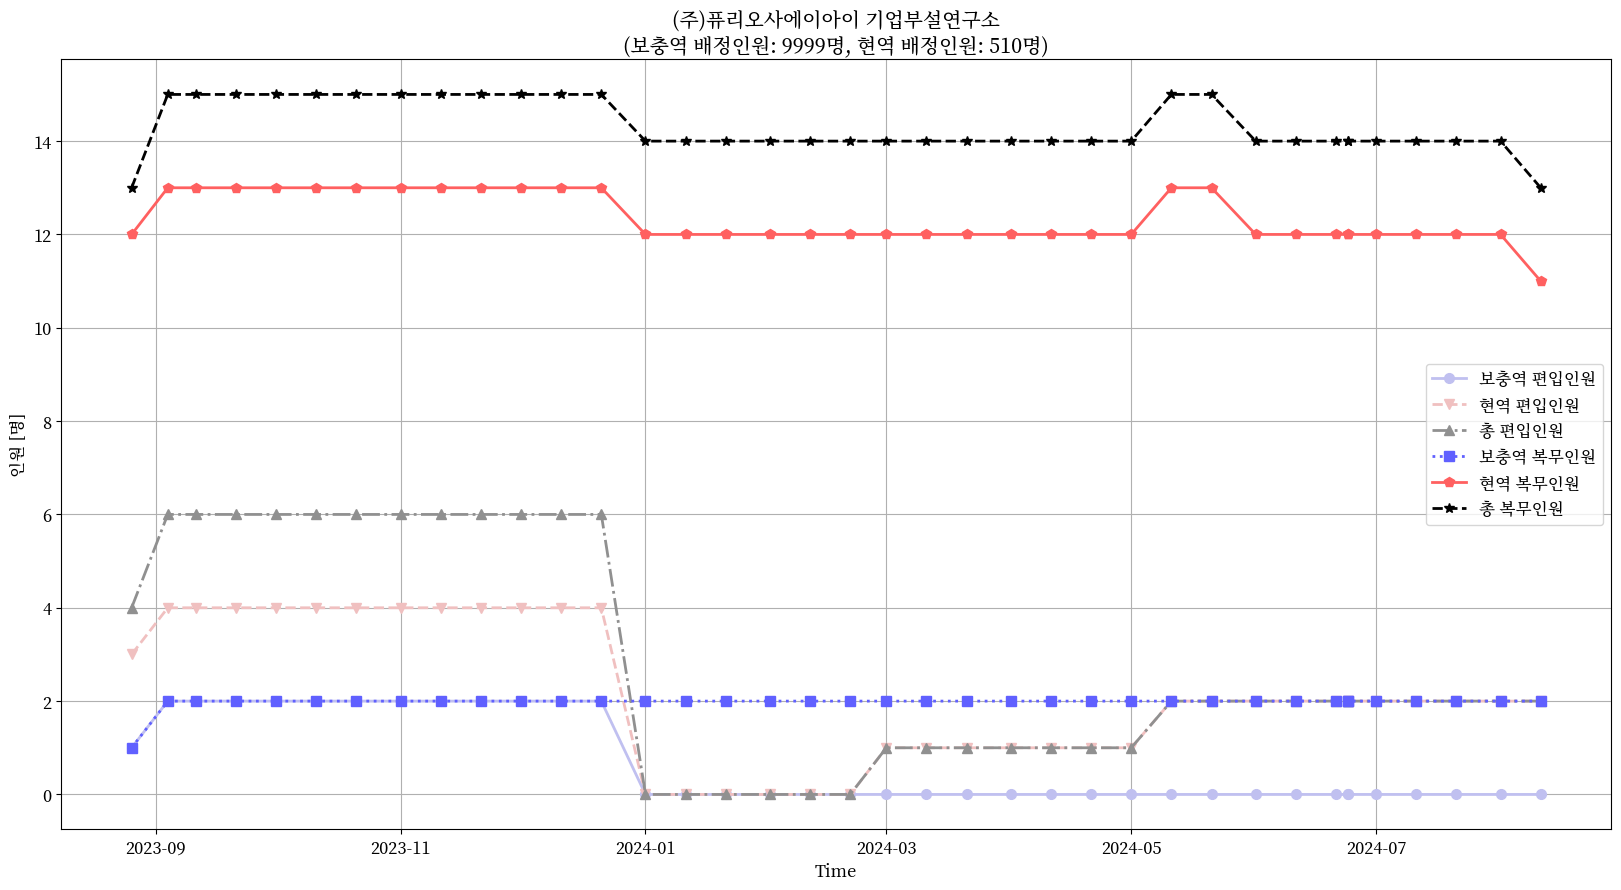 (주)퓨리오사에이아이 기업부설연구소
(보충역 배정인원: 9999명, 현역 배정인원: 510명)
인원 [명]
14
12
10
8
6
4
2
0
보충역 편입인원
현역 편입인원
총 편입인원
보충역 복무인원
현역 복무인원
총 복무인원
2023-09 2023-11 2024-01 2024-03 2024-05 2024-07
Time